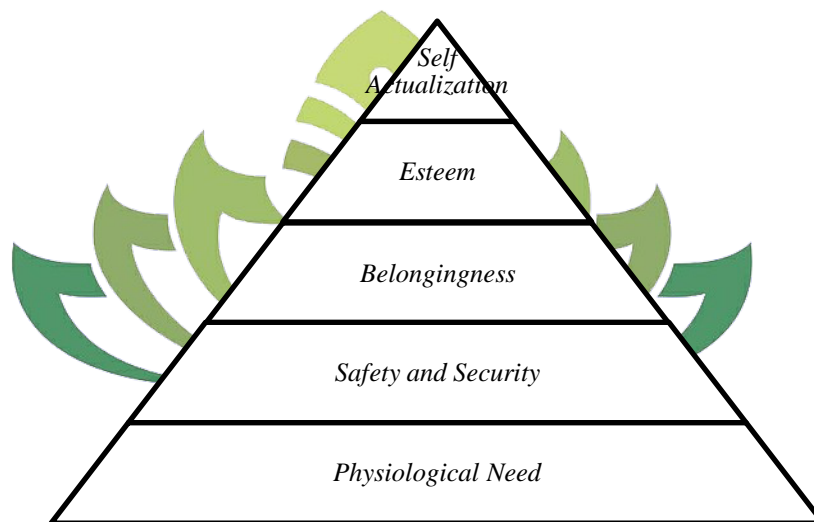 Self
Actualization
Esteem
Belongingness
Safety and Security
Physiological Need